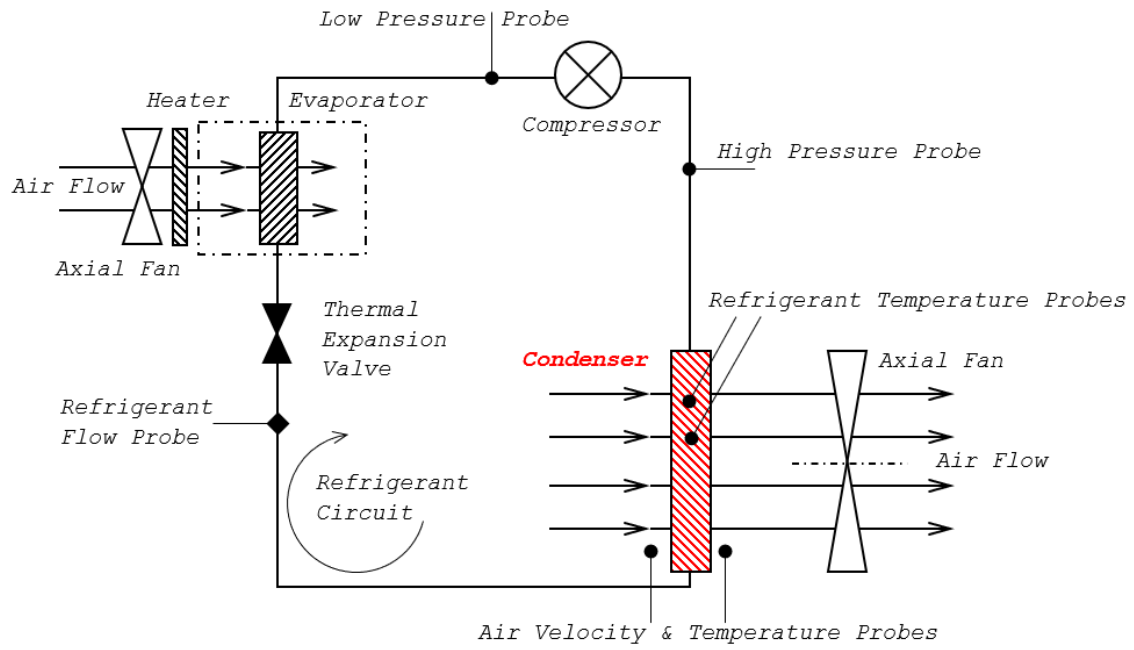 Low Pressure Probe
Heater
Evaporator
Compressor
High Pressure Probe
Air Flow
Axial Fan
Refrigerant Temperature Probes
Thermal
Expansion
Valve
Condenser
Axial Fan
Refrigerant
Flow Probe
Air Flow
Refrigerant
Circuit
Air Velocity & Temperature Probes